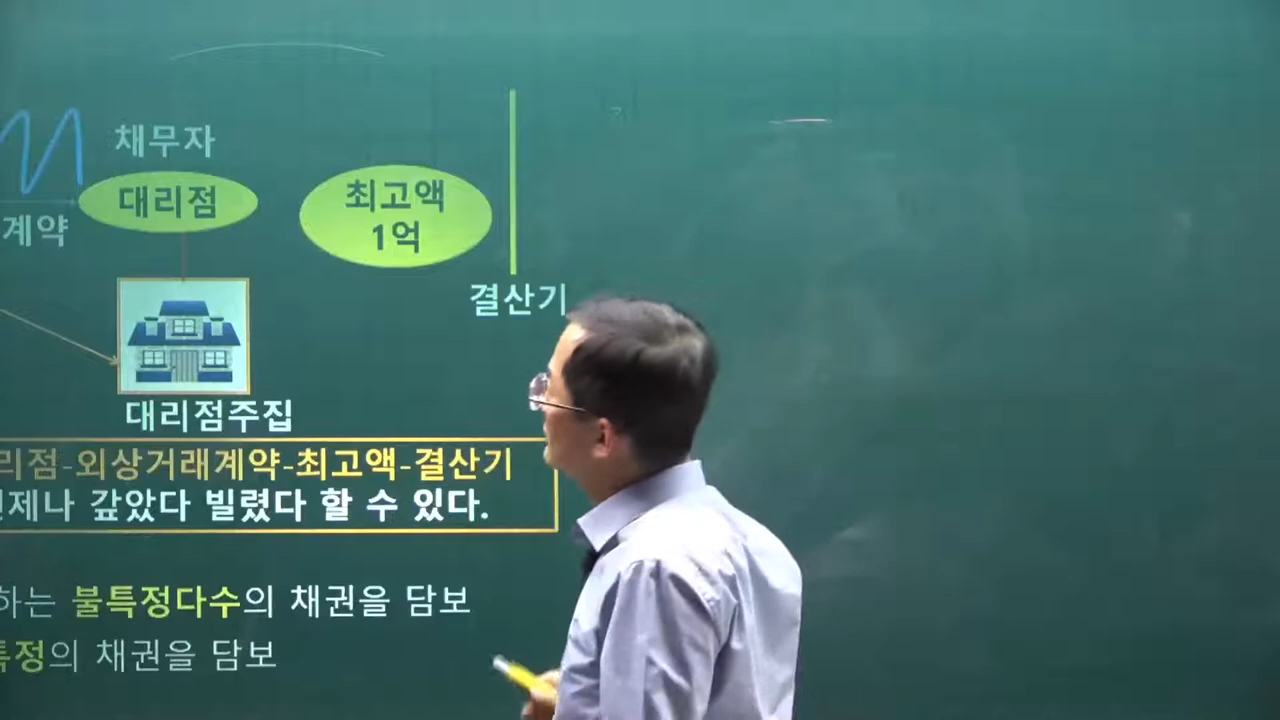 채무자
대리점
최고액
1억
계약
결산기
대리점주집
리점-외상거래계약-최고액-결산기
제나 갚았다 빌렸다 할 수 있다.
하는 불특정다수의 채권을 담보
특정의 채권을 담보